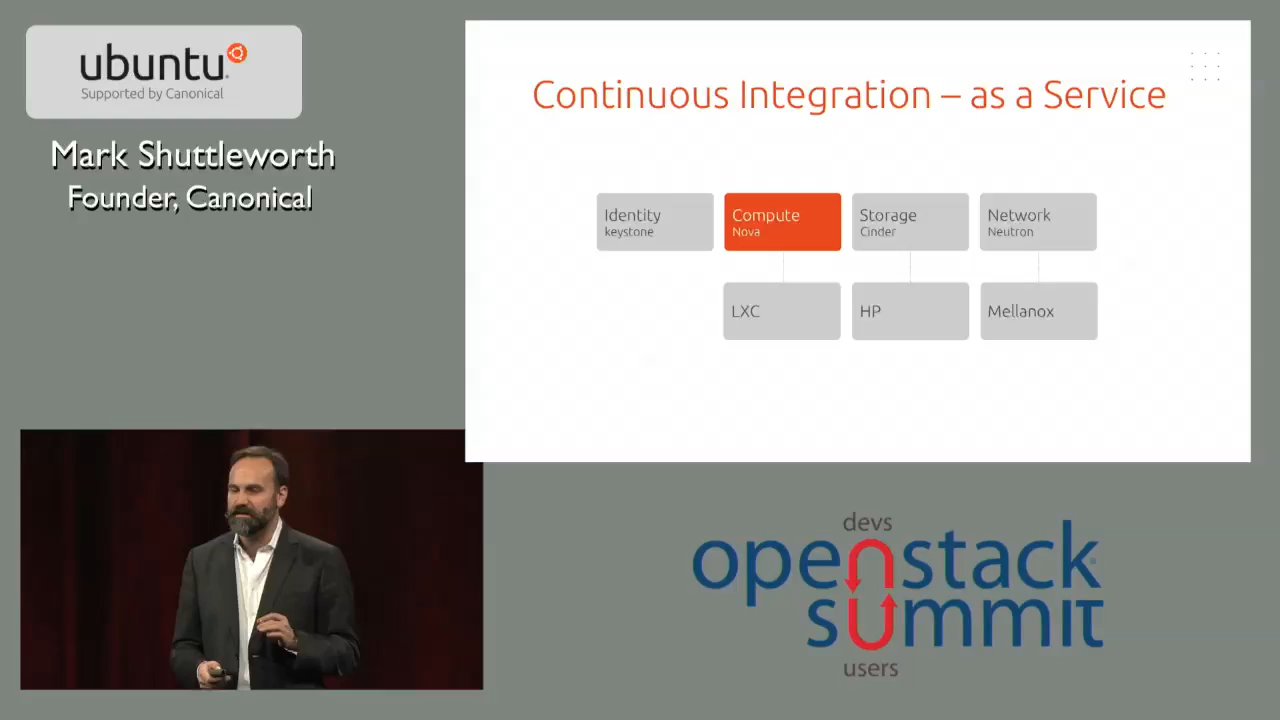 ubuntu
Supported by Canonical
Mark Shuttleworth
Founder, Canonical
Continuous Integration – as a Service
Identity
keystone
Compute
Nova
Storage
Cinder
Network
Neutron
LXC
HP
Mellanox
devs
openstack
summit
users